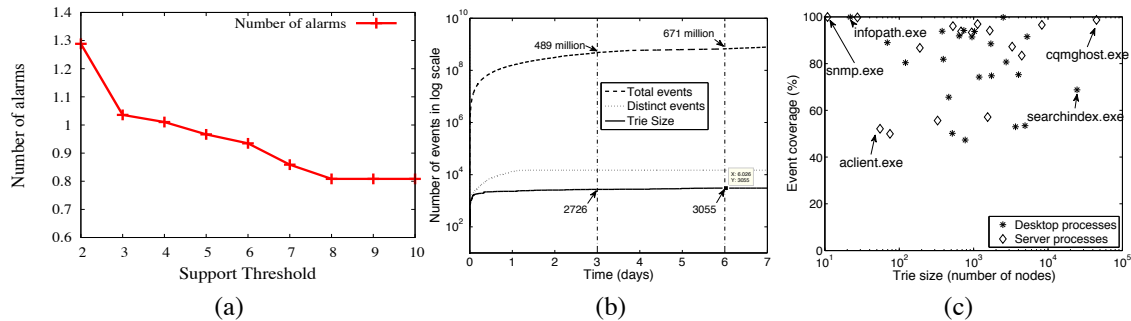 Number of alarms
1.4
1.3
1.2
1.1
1
0.9
0.8
0.7
0.6
2 3 4 5 6 7 8 9 10
Support Threshold
Number of alarms
(a)
Number of events in log scale
10^10
10^8
10^6
10^4
10^2
489 million
671 million
Total events
Distinct events
Trie Size
X: 6.026
Y: 3055
2726
3055
0 1 2 3 4 5 6 7
Time (days)
(b)
Event coverage (%)
100
80
60
40
20
0
infopath.exe
snmp.exe
cqmghost.exe
searchindex.exe
aclient.exe
Desktop processes
Server processes
10^1 10^2 10^3 10^4 10^5
Trie size (number of nodes)
(c)